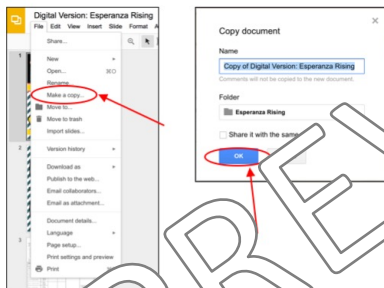 Digital Version: Esperanza Rising
File Edit View Insert Slide Format A
Share...
New
Open... ⌘O
Rename...
Make a copy...
Move to...
Move to trash
Import slides...
Version history
Download as
Publish to the web...
Email collaborators...
Email as attachment...
Document details...
Language
Page setup...
Print settings and preview
Print
1
2
3
Copy document
Name
Copy of Digital Version: Esperanza Rising
Comments will not be copied to the new document.
Folder
Esperanza Rising
Share it with the same
OK